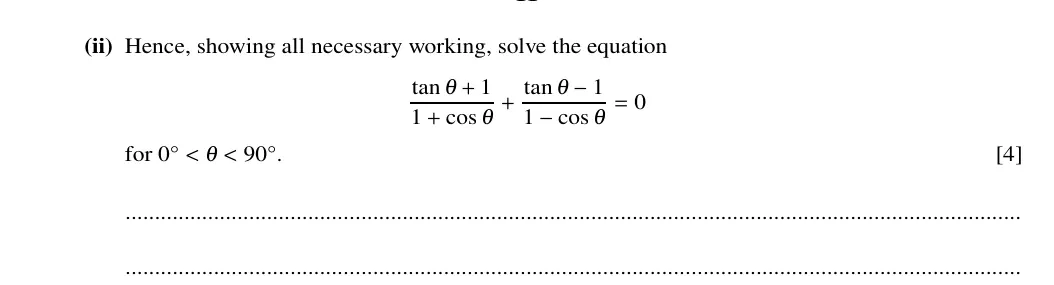 (ii) Hence, showing all necessary working, solve the equation
tan θ + 1 / 1 + cos θ + tan θ − 1 / 1 − cos θ = 0
for 0° < θ < 90°. [4]